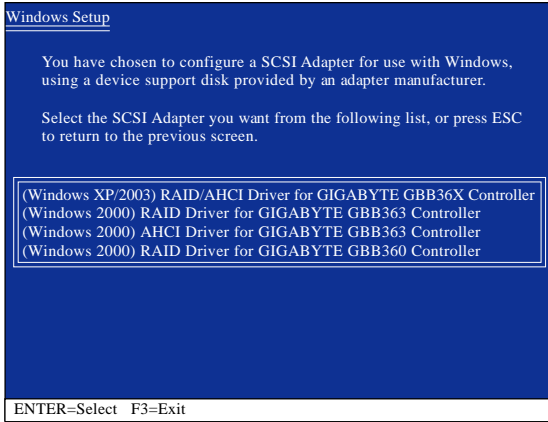 Windows Setup
You have chosen to configure a SCSI Adapter for use with Windows,
using a device support disk provided by an adapter manufacturer.
Select the SCSI Adapter you want from the following list, or press ESC
to return to the previous screen.
(Windows XP/2003) RAID/AHCI Driver for GIGABYTE GBB36X Controller
(Windows 2000) RAID Driver for GIGABYTE GBB363 Controller
(Windows 2000) AHCI Driver for GIGABYTE GBB363 Controller
(Windows 2000) RAID Driver for GIGABYTE GBB360 Controller
ENTER=Select F3=Exit